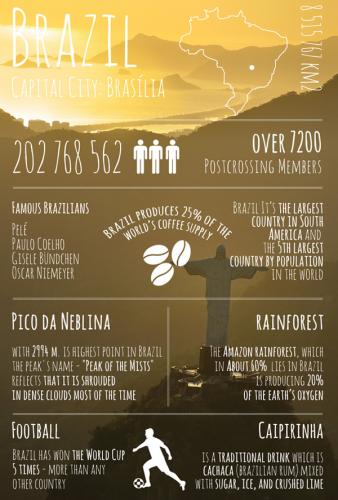 BRAZIL
CAPITAL CITY: BRASÍLIA
8 515 767 KM2
202 768 562
OVER 7200
POSTCROSSING MEMBERS
FAMOUS BRAZILIANS
PELÉ
PAULO COELHO
GISELE BÜNDCHEN
OSCAR NIEMEYER
BRAZIL PRODUCES 25% OF THE
WORLD'S COFFEE SUPPLY
BRAZIL IT'S THE LARGEST
COUNTRY IN SOUTH
AMERICA AND
THE 5TH LARGEST
COUNTRY BY POPULATION
IN THE WORLD
PICO DA NEBLINA
WITH 2994 M. IS HIGHEST POINT IN BRAZIL
THE PEAK'S NAME - "PEAK OF THE MISTS"
REFLECTS THAT IT IS SHROUDED
IN DENSE CLOUDS MOST OF THE TIME
RAINFOREST
THE AMAZON RAINFOREST, WHICH
IN ABOUT 60% LIES IN BRAZIL
IS PRODUCING 20%
OF THE EARTH'S OXYGEN
FOOTBALL
BRAZIL HAS WON THE WORLD CUP
5 TIMES - MORE THAN ANY
OTHER COUNTRY
CAIPIRINHA
IS A TRADITIONAL DRINK WHICH IS
CACHACA (BRAZILIAN RUM) MIXED
WITH SUGAR, ICE, AND CRUSHED LIME